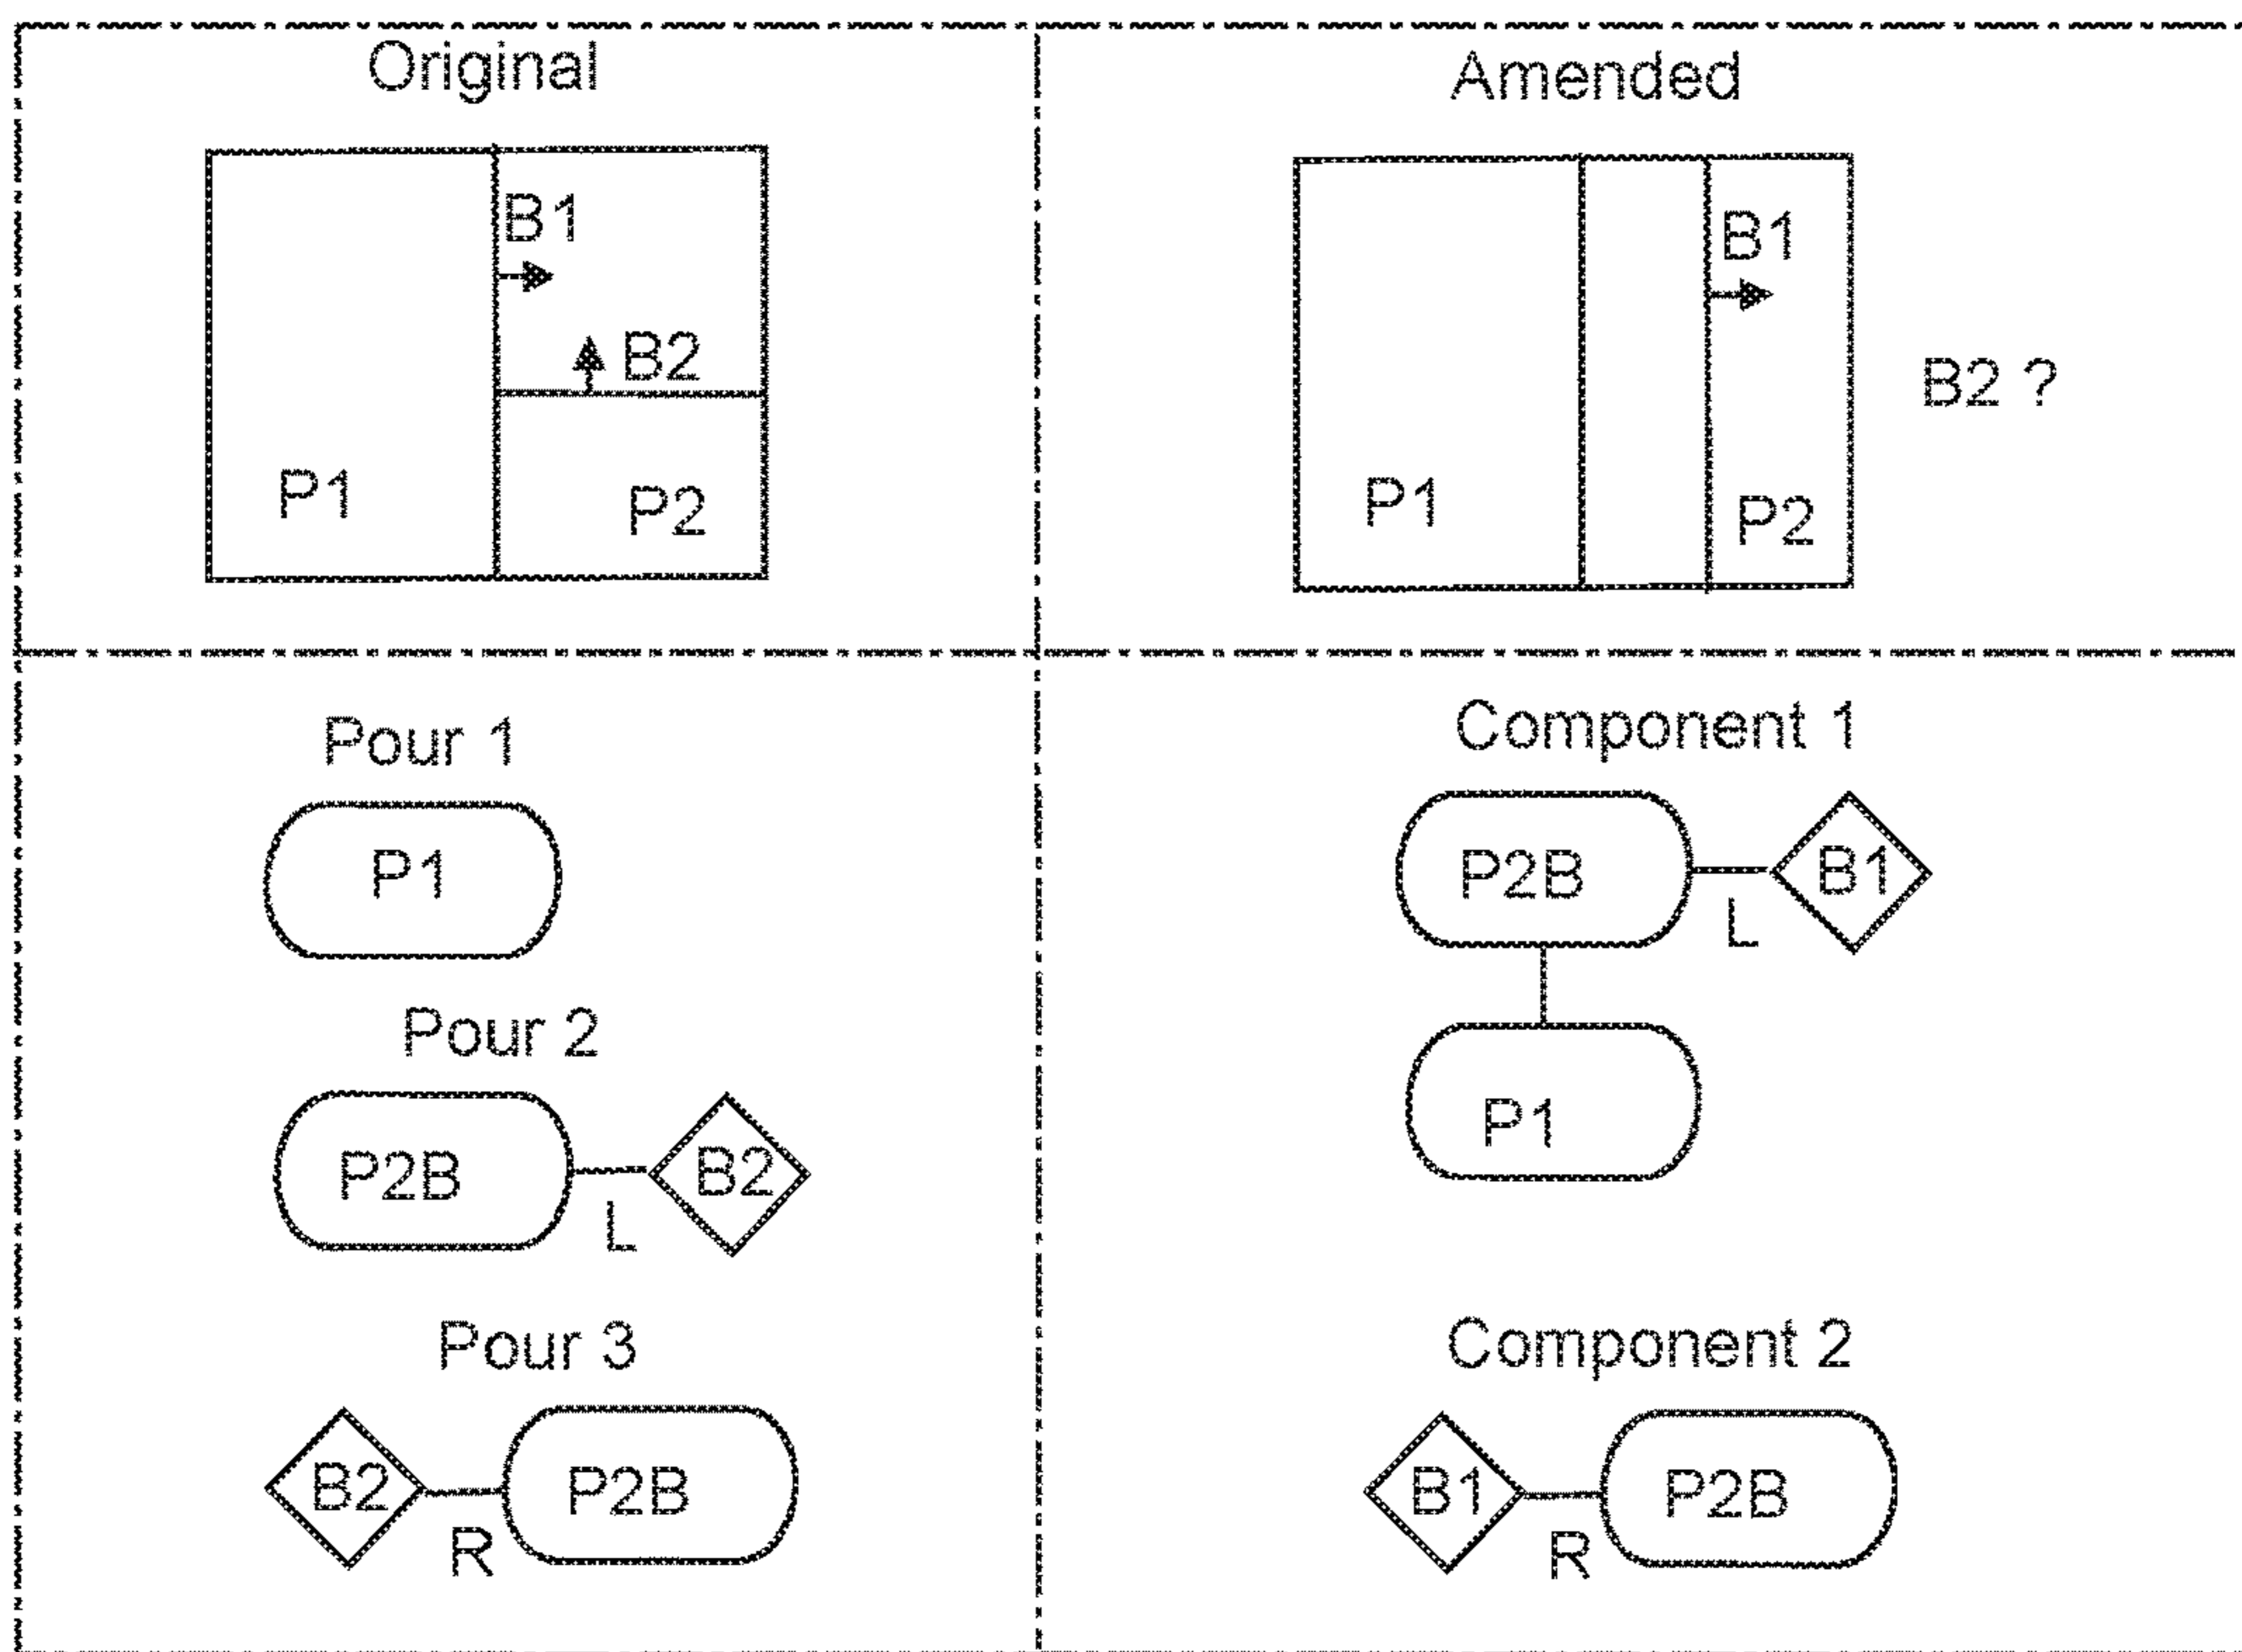 Original
B1
B2
P1
P2
Amended
B1
B2 ?
P1
P2
Pour 1
P1
Pour 2
P2B
B2
L
Pour 3
B2
P2B
R
Component 1
P2B
B1
L
P1
Component 2
B1
P2B
R